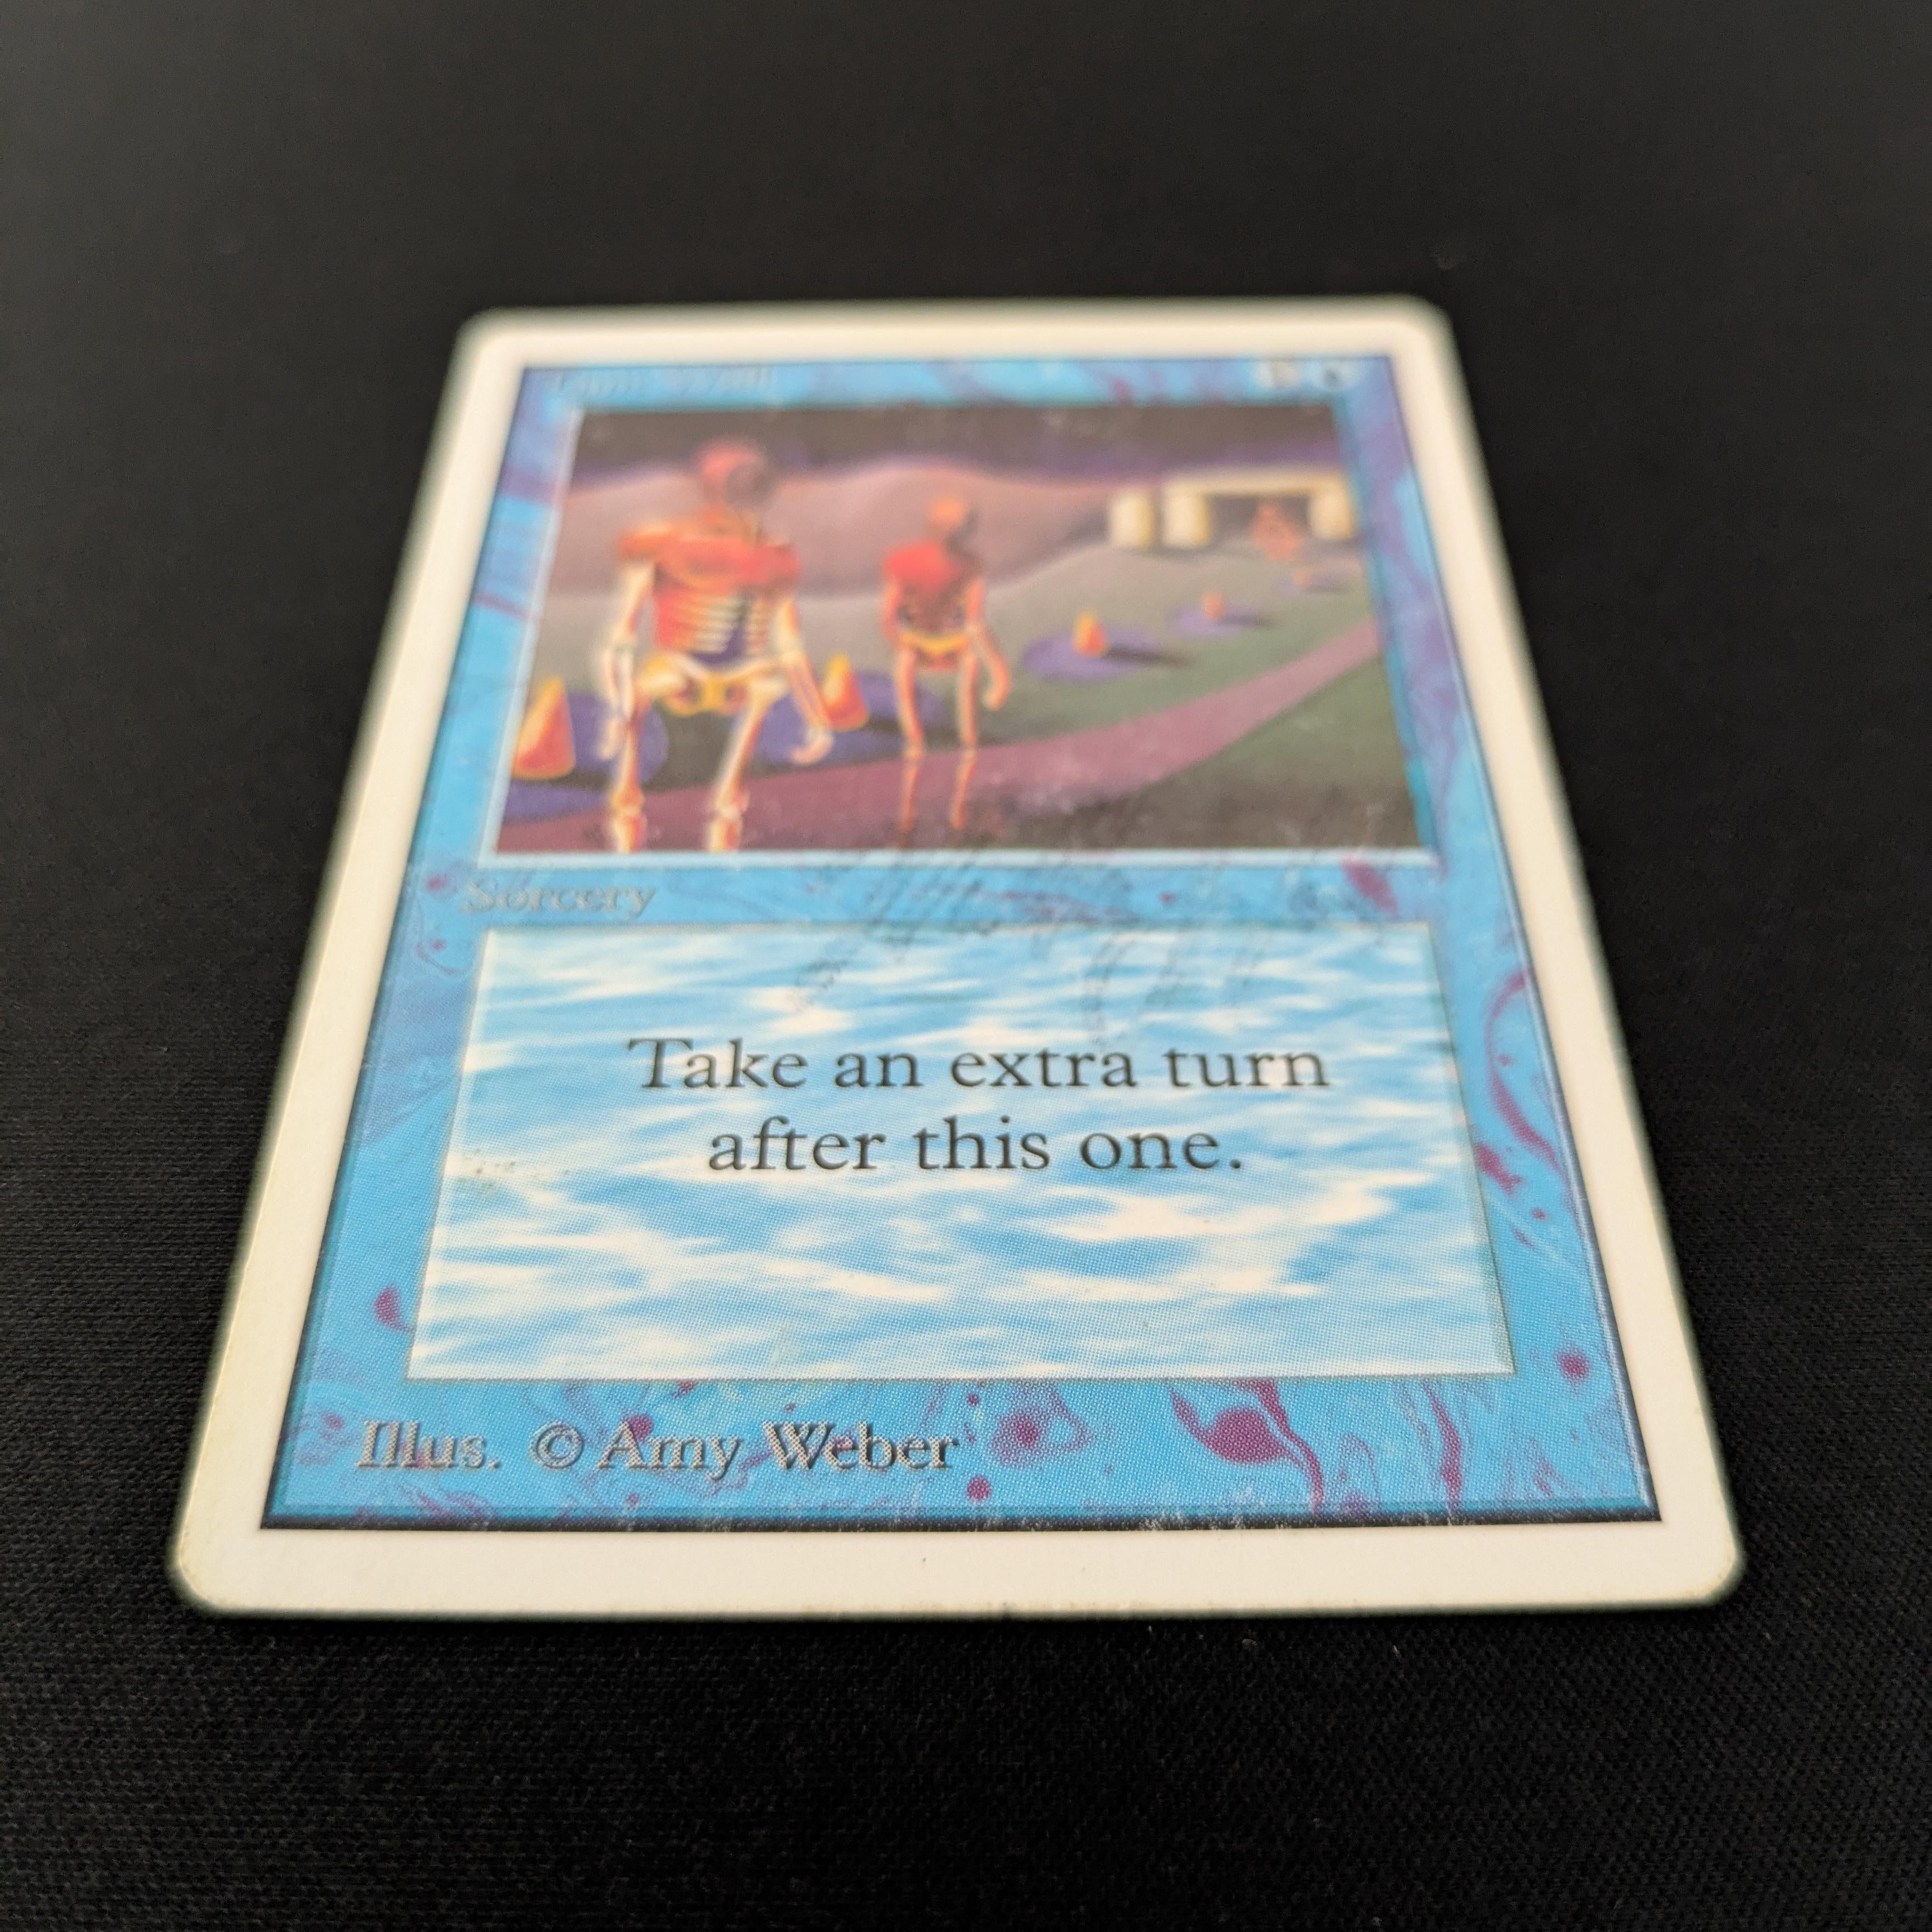 Sorcery
Take an extra turn
after this one.
Illus. © Amy Weber